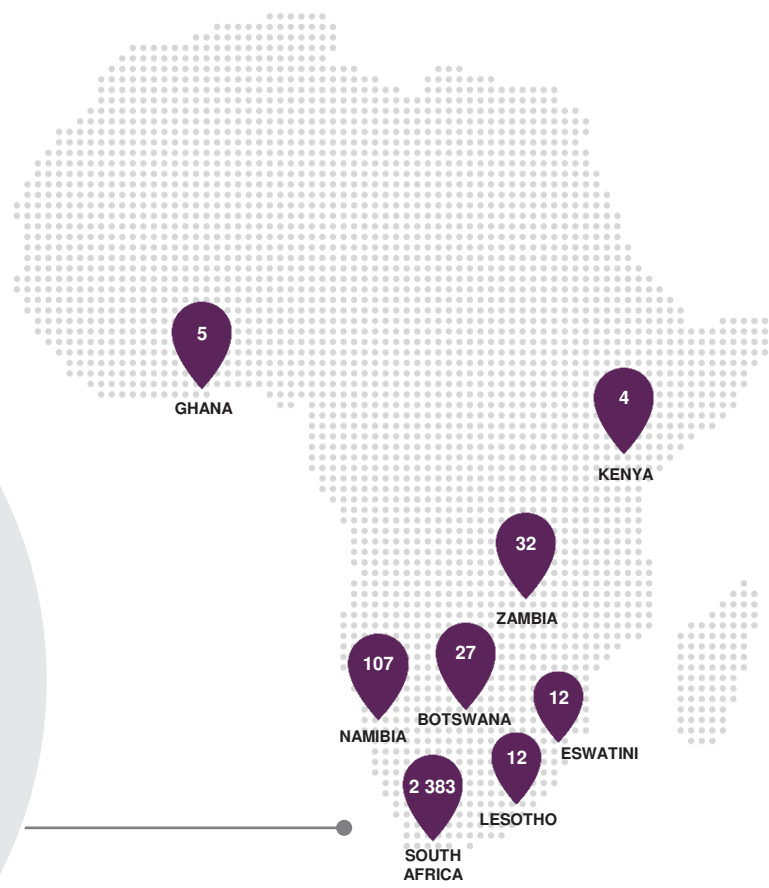 5
GHANA
4
KENYA
32
ZAMBIA
107
NAMIBIA
27
BOTSWANA
12
ESWATINI
12
LESOTHO
2 383
SOUTH
AFRICA